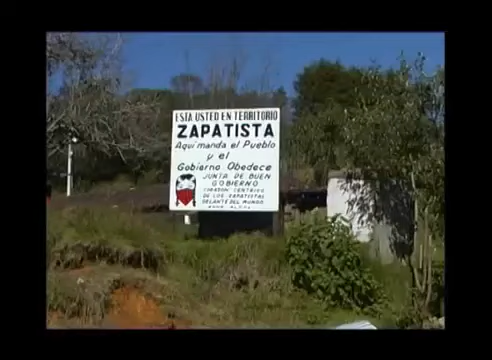 ESTA USTED EN TERRITORIO
ZAPATISTA
Aqui manda el Pueblo
y el
Gobierno Obedece
JUNTA DE BUEN
GOBIERNO
CORAZON CENTRICO
DE LOS ZAPATISTAS
DELANTE DEL MUNDO